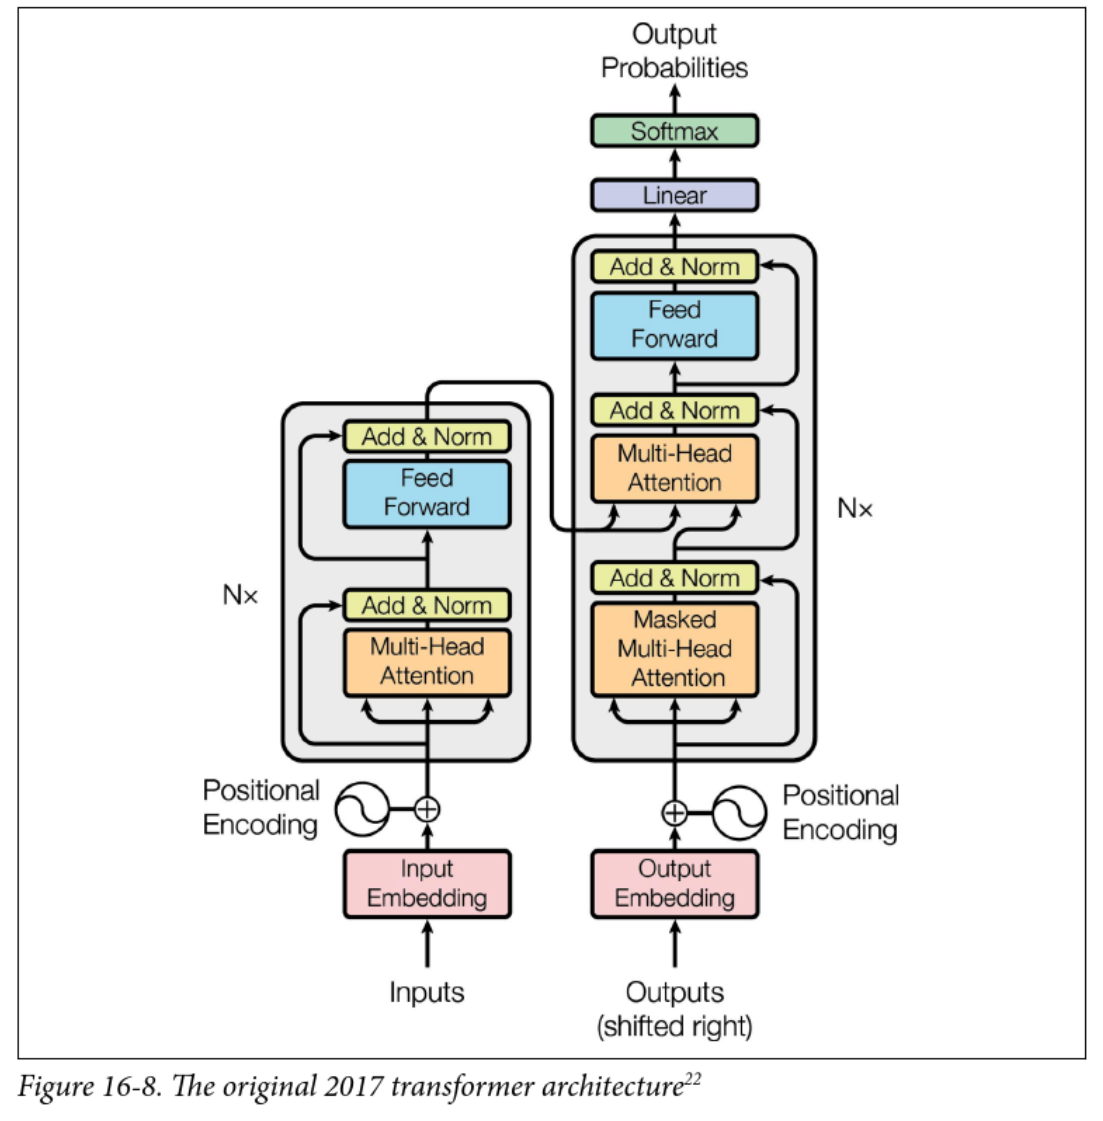 Output
Probabilities
Softmax
Linear
Add & Norm
Feed
Forward
Add & Norm
Multi-Head
Attention
Add & Norm
Masked
Multi-Head
Attention
Nx
Positional
Encoding
Output
Embedding
Outputs
(shifted right)
Add & Norm
Feed
Forward
Add & Norm
Multi-Head
Attention
Nx
Positional
Encoding
Input
Embedding
Inputs
Figure 16-8. The original 2017 transformer architecture22